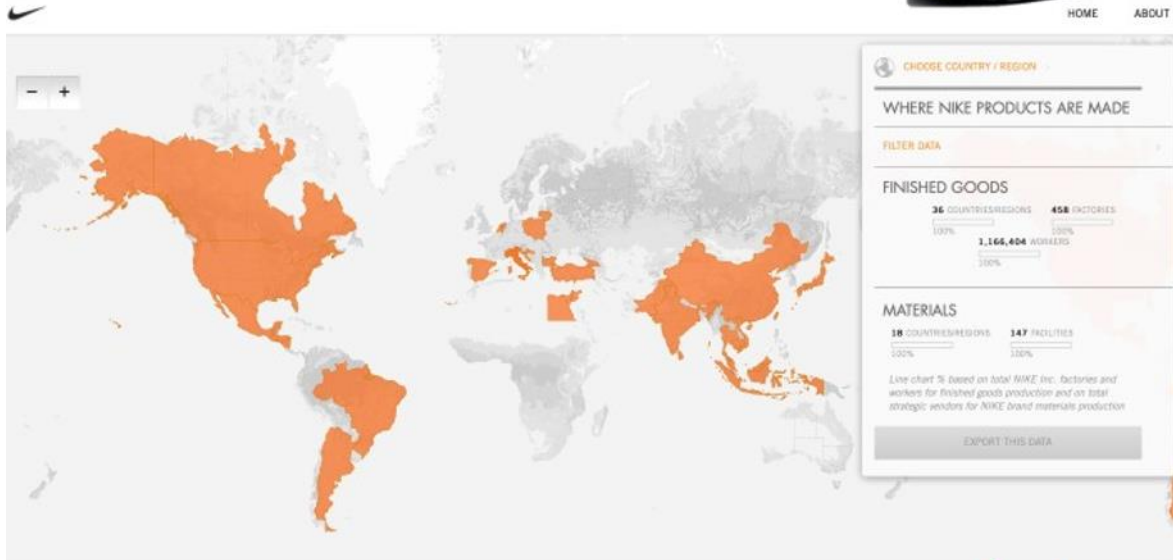 HOME ABOUT
− +
CHOOSE COUNTRY / REGION
WHERE NIKE PRODUCTS ARE MADE
FILTER DATA
FINISHED GOODS
36 COUNTRIES/REGIONS 458 FACTORIES
100% 100%
1,166,404 WORKERS
100%
MATERIALS
18 COUNTRIES/REGIONS 147 FACILITIES
100% 100%
Line chart % based on total NIKE Inc. factories and
workers for finished goods production and on total
strategic vendors for NIKE brand materials production
EXPORT THIS DATA